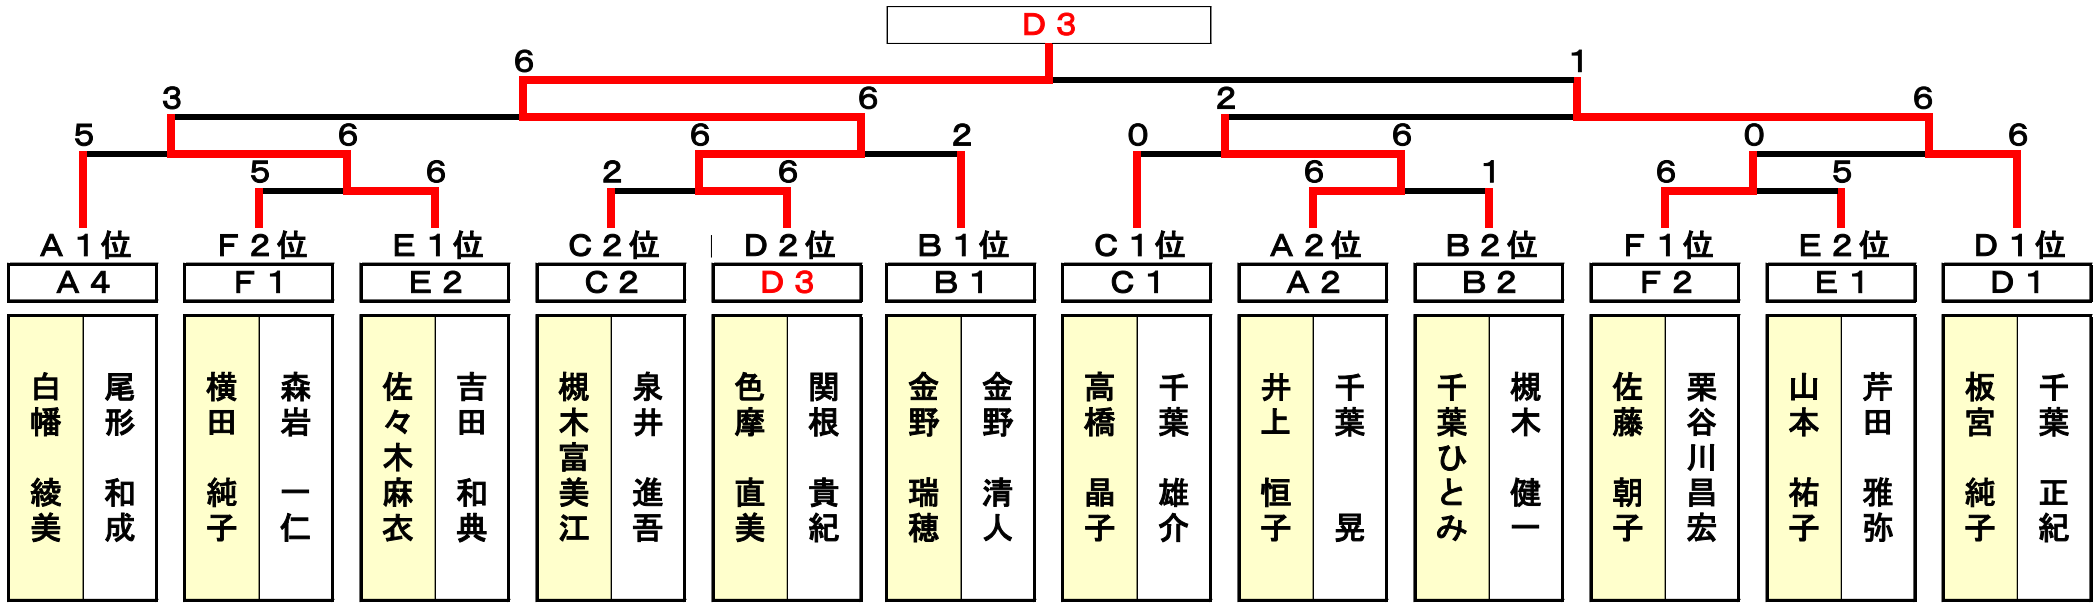 D3
6 1
3 6 2 6
5 6 6 2 0 6 0 6
5 6 2 6 6 1 6 5
A1位 F2位 E1位 C2位 D2位 B1位 C1位 A2位 B2位 F1位 E2位 D1位
A4 F1 E2 C2 D3 B1 C1 A2 B2 F2 E1 D1
白幡 綾美
尾形 和成
横田 純子
森岩 一仁
佐々木麻衣
吉田 和典
槻木富美江
泉井 進吾
色摩 直美
関根 貴紀
金野 瑞穂
金野 清人
高橋 晶子
千葉 雄介
井上 恒子
千葉 晃
千葉ひとみ
槻木 健一
佐藤 朝子
栗谷川昌宏
山本 祐子
芹田 雅弥
板宮 純子
千葉 正紀